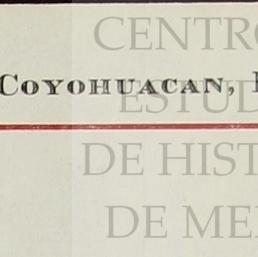 CENTRO
COYOHUACAN,
ESTUD
DE HIST
DE ME